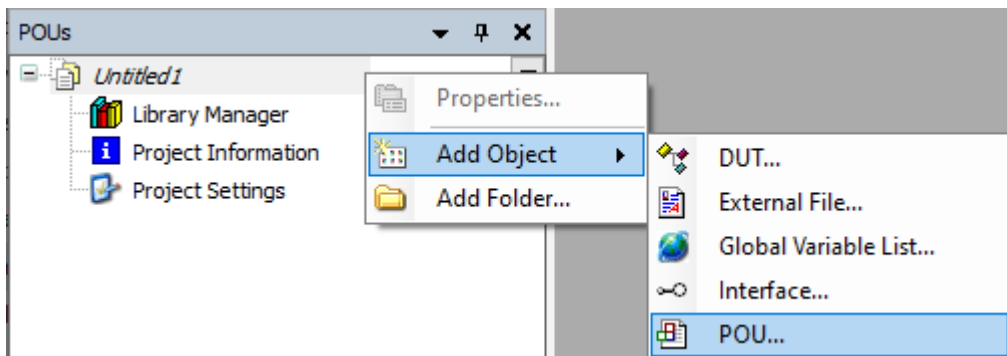 POUs
Untitled1
Library Manager
Project Information
Project Settings
Properties...
Add Object
Add Folder...
DUT...
External File...
Global Variable List...
Interface...
POU...